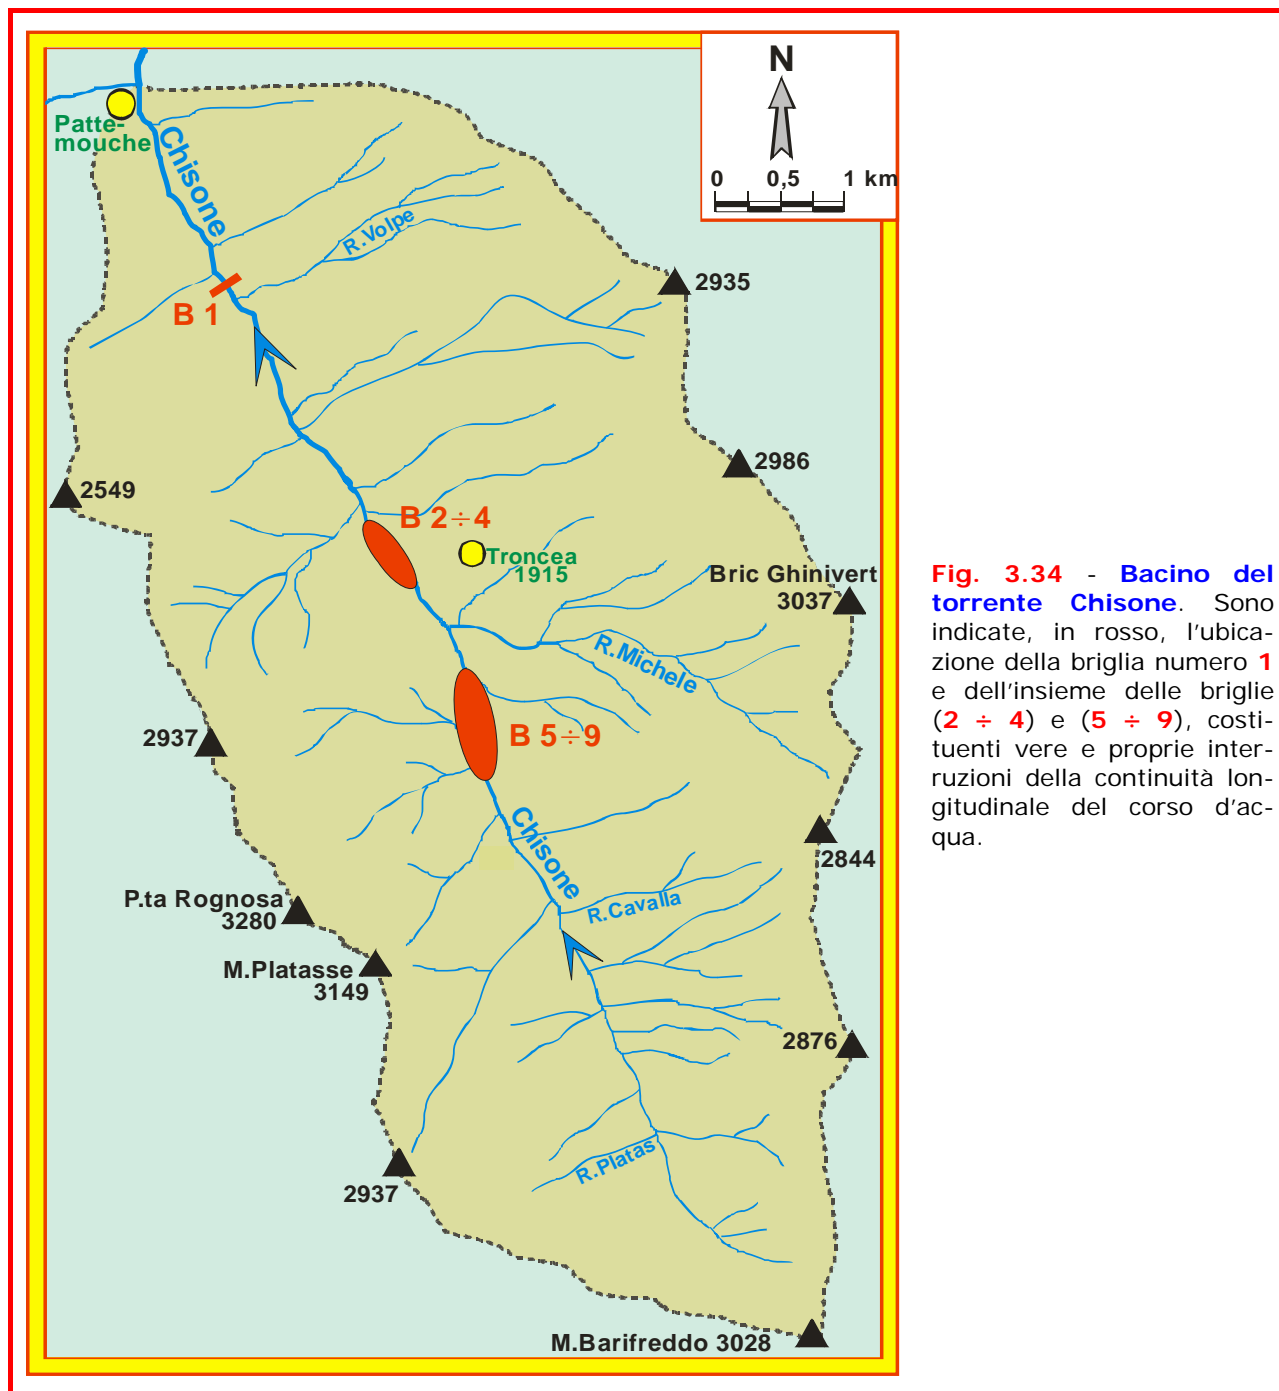 N
0 0,5 1 km
Patte-
mouche
Chisone
R.Volpe
B 1
2935
2986
2549
B 2÷4
Troncea
1915
Bric Ghinivert
3037
R.Michele
2937
B 5÷9
Chisone
2844
P.ta Rognosa
3280
R.Cavalla
M.Platasse
3149
2876
R.Platas
2937
M.Barifreddo 3028
Fig. 3.34 - Bacino del
torrente Chisone. Sono
indicate, in rosso, l'ubica-
zione della briglia numero 1
e dell'insieme delle briglie
(2 ÷ 4) e (5 ÷ 9), costi-
tuenti vere e proprie inter-
ruzioni della continuità lon-
gitudinale del corso d'ac-
qua.